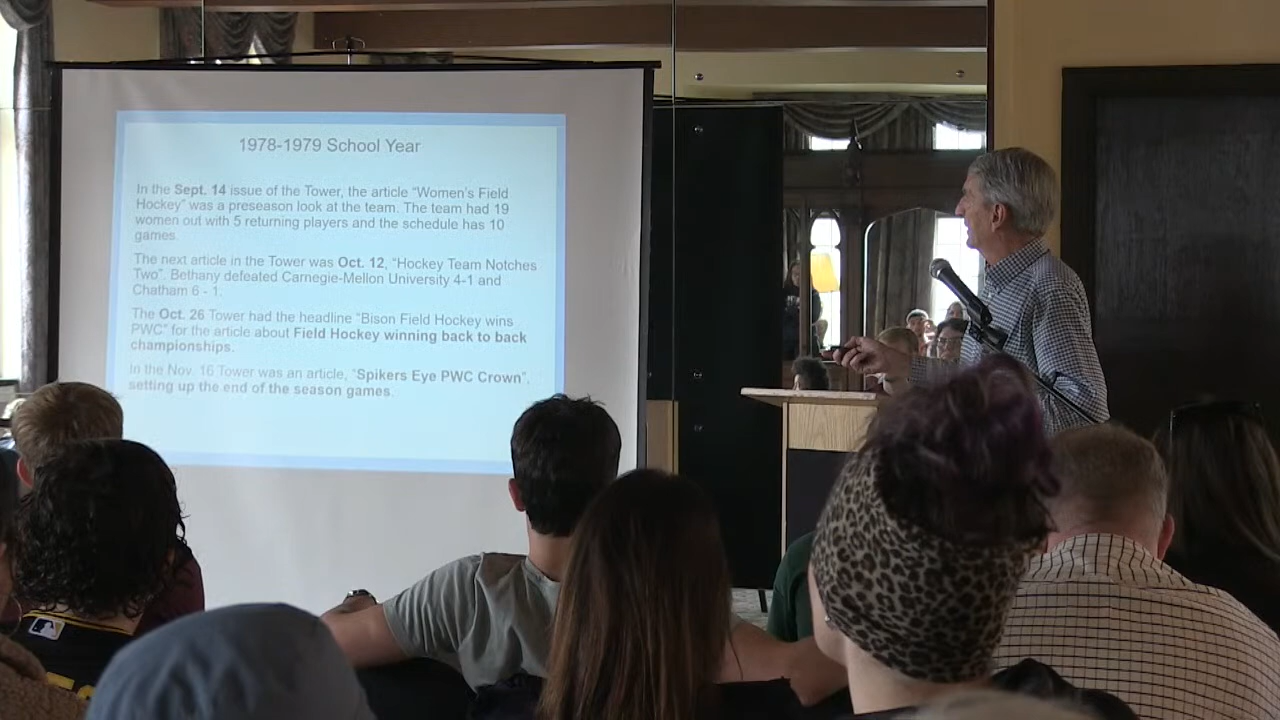 1978-1979 School Year
In the Sept. 14 issue of the Tower, the article “Women’s Field
Hockey” was a preseason look at the team. The team had 19
women out with 5 returning players and the schedule has 10
games.
The next article in the Tower was Oct. 12, “Hockey Team Notches
Two”. Bethany defeated Carnegie-Mellon University 4-1 and
Chatham 6 - 1.
The Oct. 26 Tower had the headline “Bison Field Hockey wins
PWC” for the article about Field Hockey winning back to back
championships.
In the Nov. 16 Tower was an article, “Spikers Eye PWC Crown”,
setting up the end of the season games.